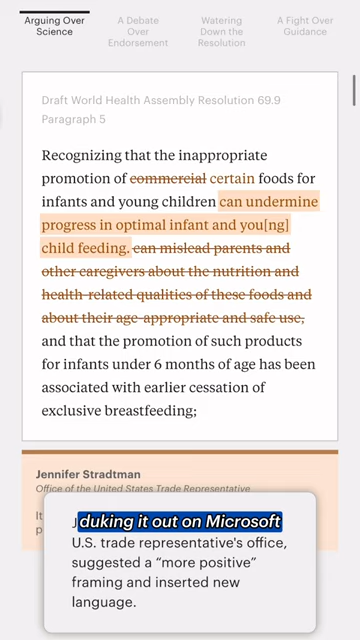 Arguing Over
Science
A Debate
Over
Endorsement
Watering
Down the
Resolution
A Fight Over
Guidance
Draft World Health Assembly Resolution 69.9
Paragraph 5
Recognizing that the inappropriate
promotion of commercial certain foods for
infants and young children can undermine
progress in optimal infant and you[ng]
child feeding. can mislead parents and
other caregivers about the nutrition and
health-related qualities of these foods and
about their age-appropriate and safe use,
and that the promotion of such products
for infants under 6 months of age has been
associated with earlier cessation of
exclusive breastfeeding;
Jennifer Stradtman
Office of the United States Trade Representative
duking it out on Microsoft
U.S. trade representative's office,
suggested a “more positive”
framing and inserted new
language.